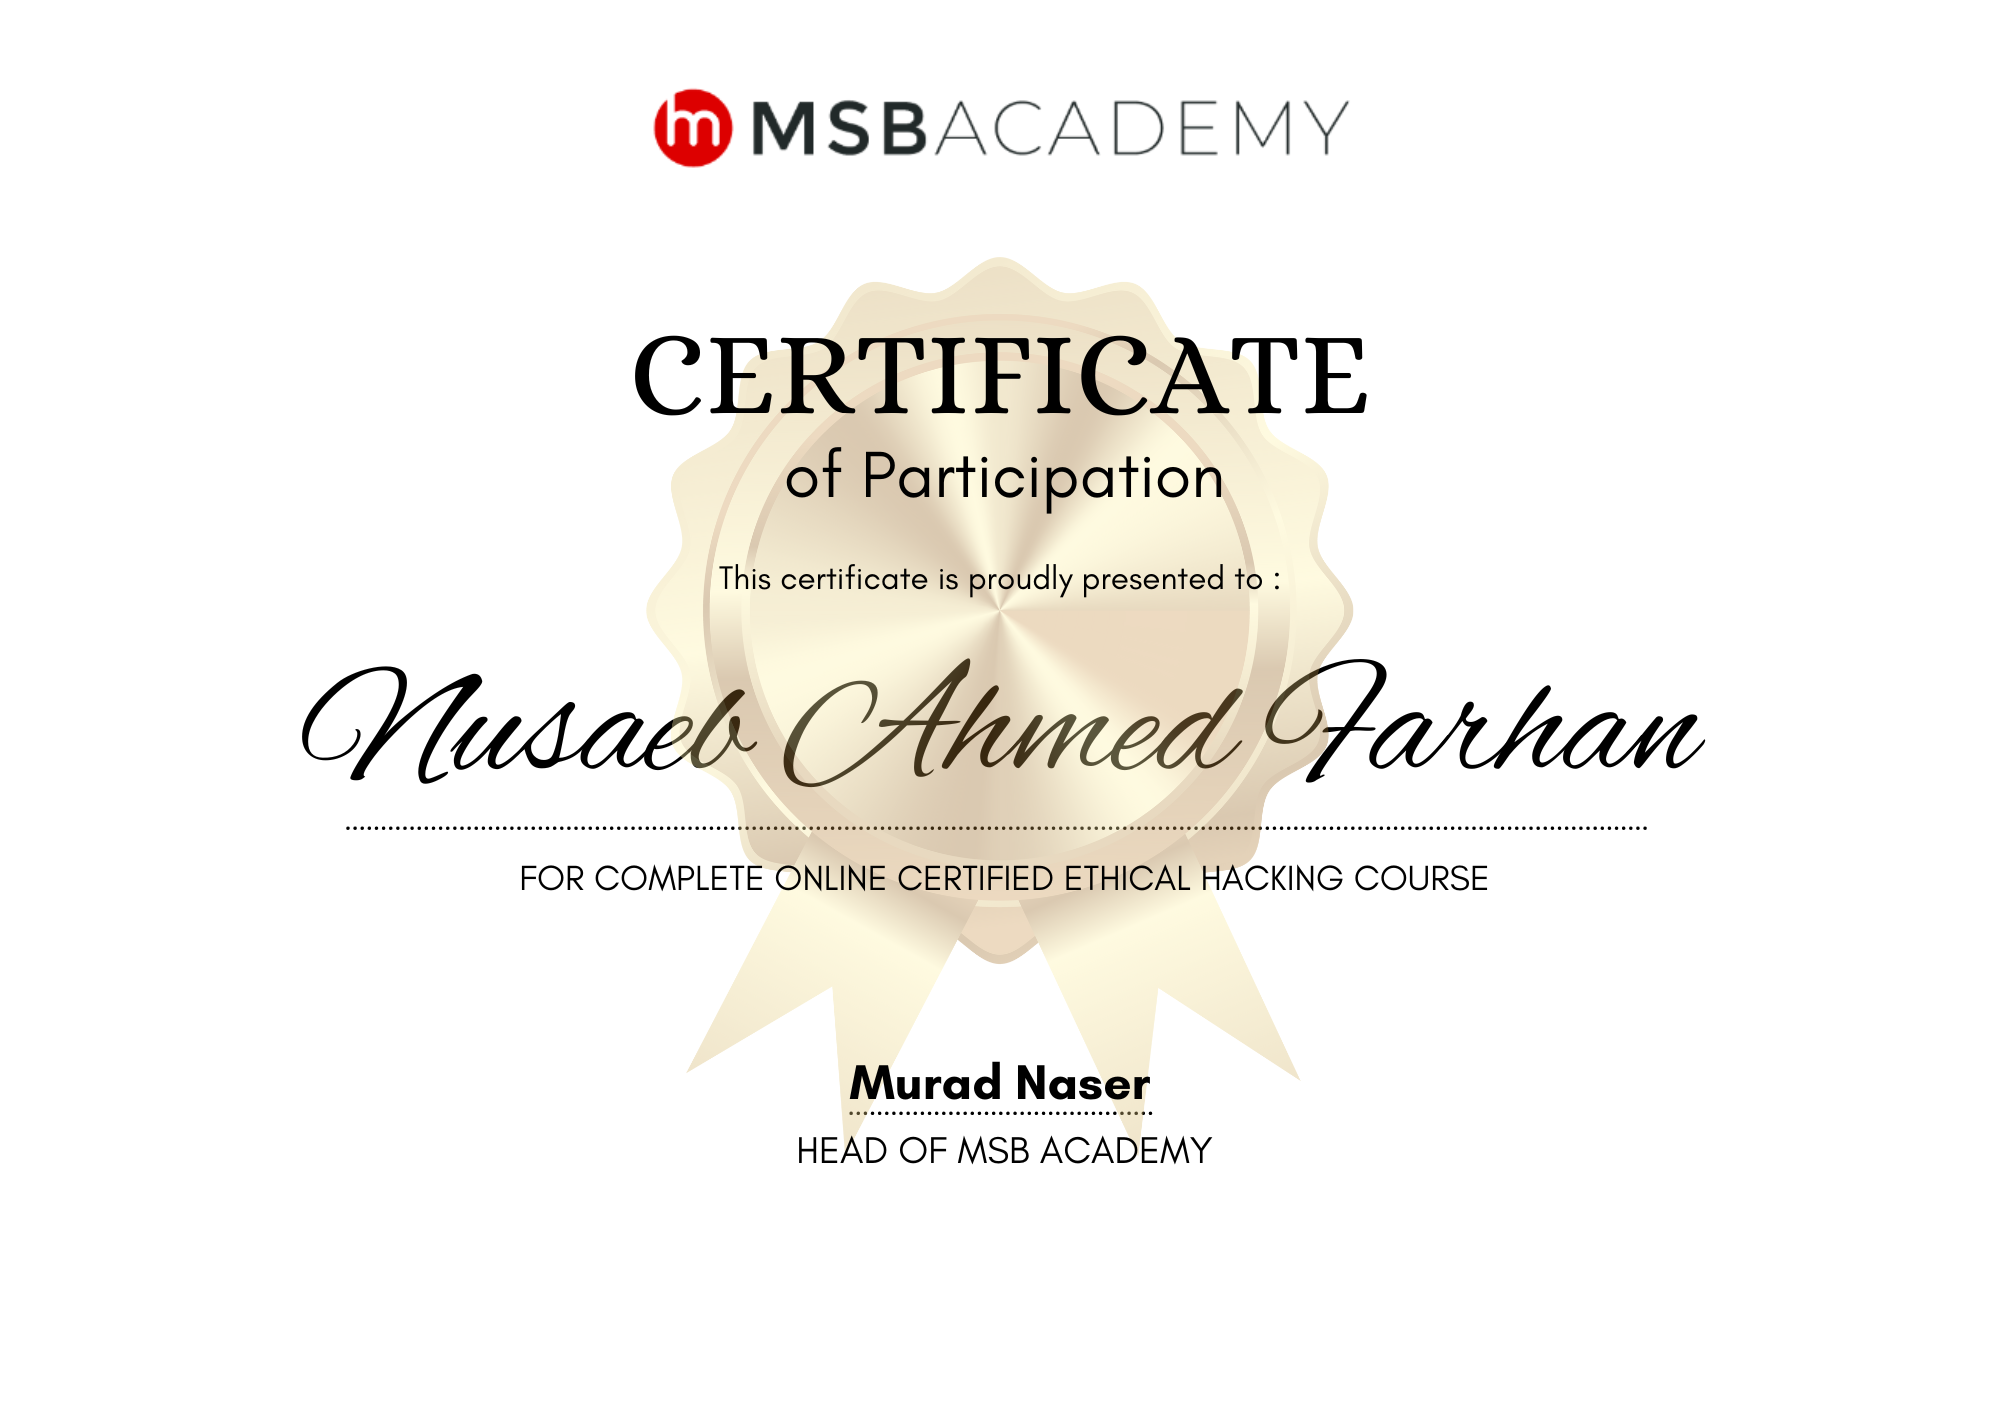 MSBACADEMY
CERTIFICATE
of Participation
This certificate is proudly presented to :
Nusaeb Ahmed Farhan
FOR COMPLETE ONLINE CERTIFIED ETHICAL HACKING COURSE
Murad Naser
HEAD OF MSB ACADEMY